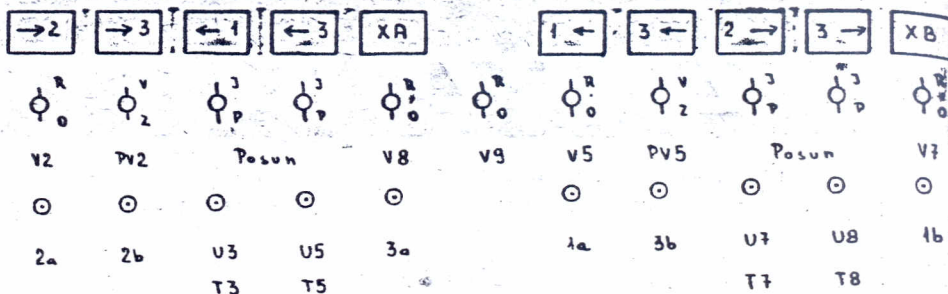 →2 →3 ←1 ←3 XA 1← 3← 2→ 3→ XB
R V J J R R R V J J R
O Z P P O O O Z P P O
V2 PV2 Posun V8 V9 V5 PV5 Posun V7
2a 2b U3 U5 3a 1a 3b U7 U8 1b
T3 T5 T7 T8